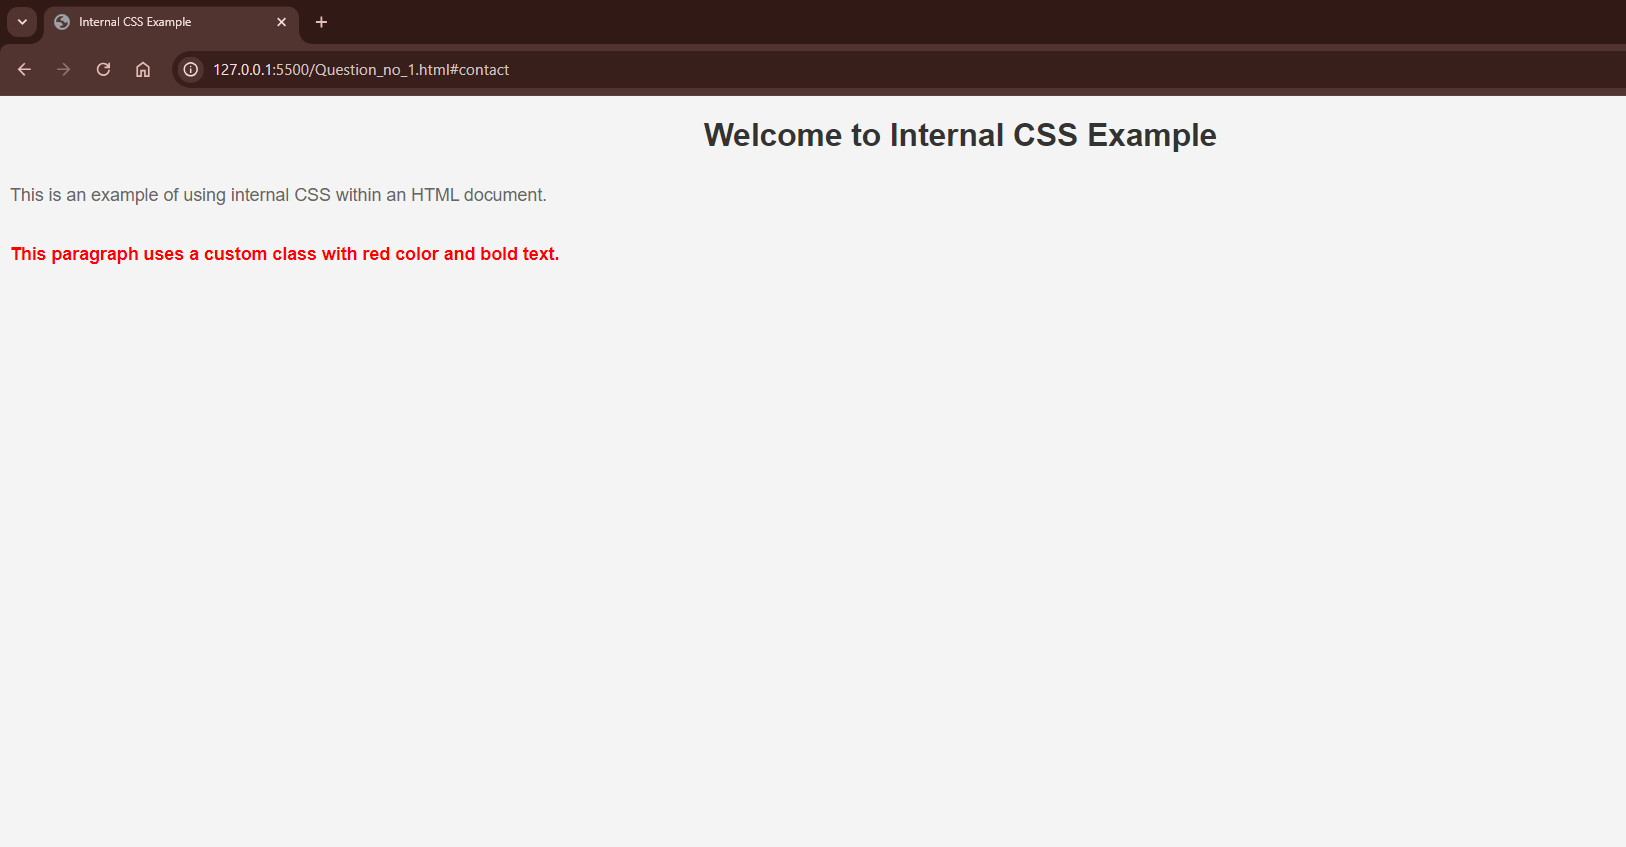 Internal CSS Example
127.0.0.1:5500/Question_no_1.html#contact
Welcome to Internal CSS Example
This is an example of using internal CSS within an HTML document.
This paragraph uses a custom class with red color and bold text.